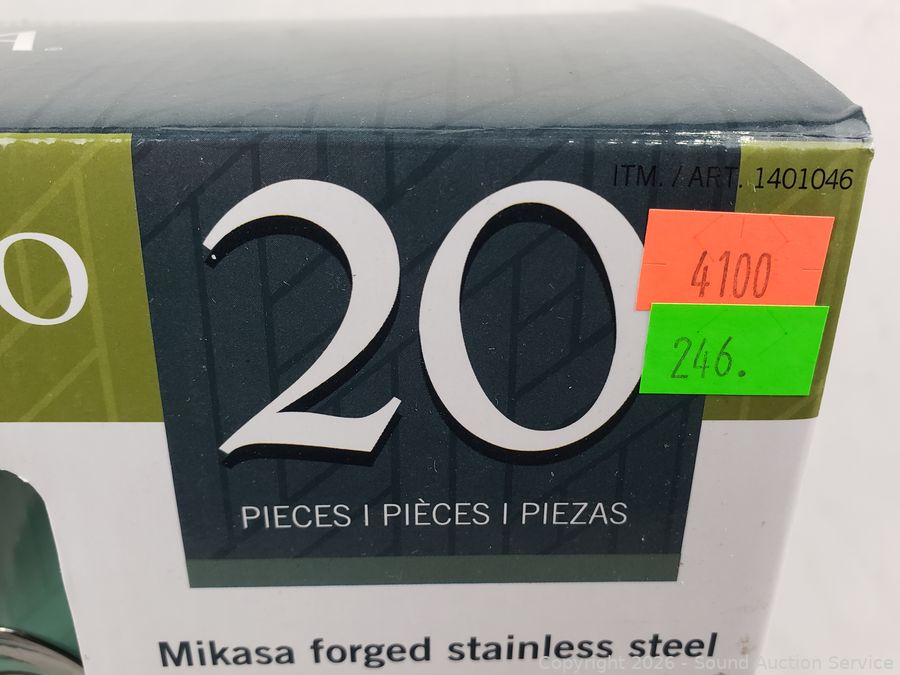 A®
ITM. / ART. 1401046
20
O
4100
246.
PIECES | PIÈCES | PIEZAS
Mikasa forged stainless steel
Copyright 2026 - Sound Auction Service